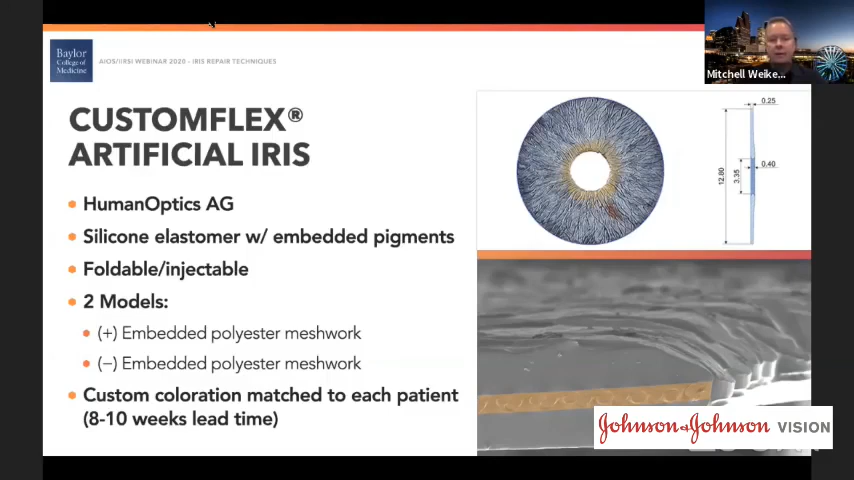 Baylor
College of
Medicine
AIOS/IIRSI WEBINAR 2020 - IRIS REPAIR TECHNIQUES
Mitchell Weike...
CUSTOMFLEX®
ARTIFICIAL IRIS
HumanOptics AG
Silicone elastomer w/ embedded pigments
Foldable/injectable
2 Models:
(+) Embedded polyester meshwork
(−) Embedded polyester meshwork
Custom coloration matched to each patient
(8-10 weeks lead time)
0.25
0.40
12.80
3.35
Johnson & Johnson VISION